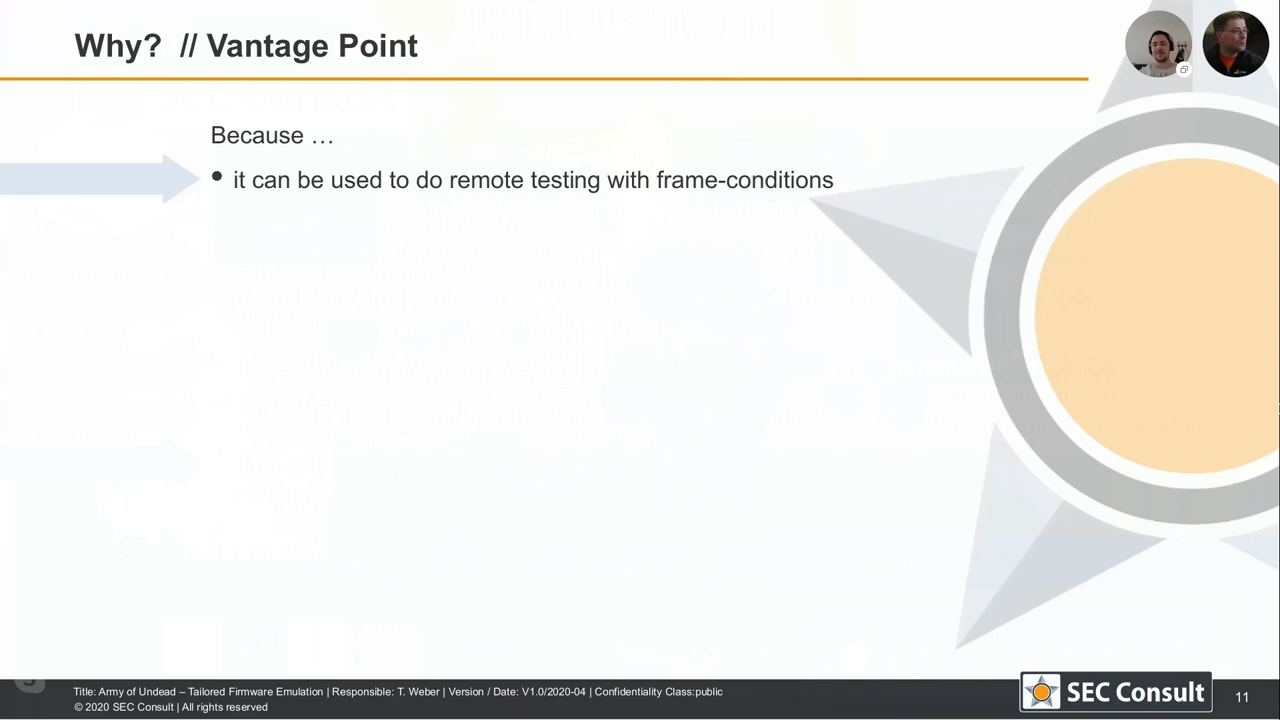 Why?  // Vantage Point
Because …
• it can be used to do remote testing with frame-conditions
Title: Army of Undead – Tailored Firmware Emulation | Responsible: T. Weber | Version / Date: V1.0/2020-04 | Confidentiality Class:public
© 2020 SEC Consult | All rights reserved
SEC Consult
11